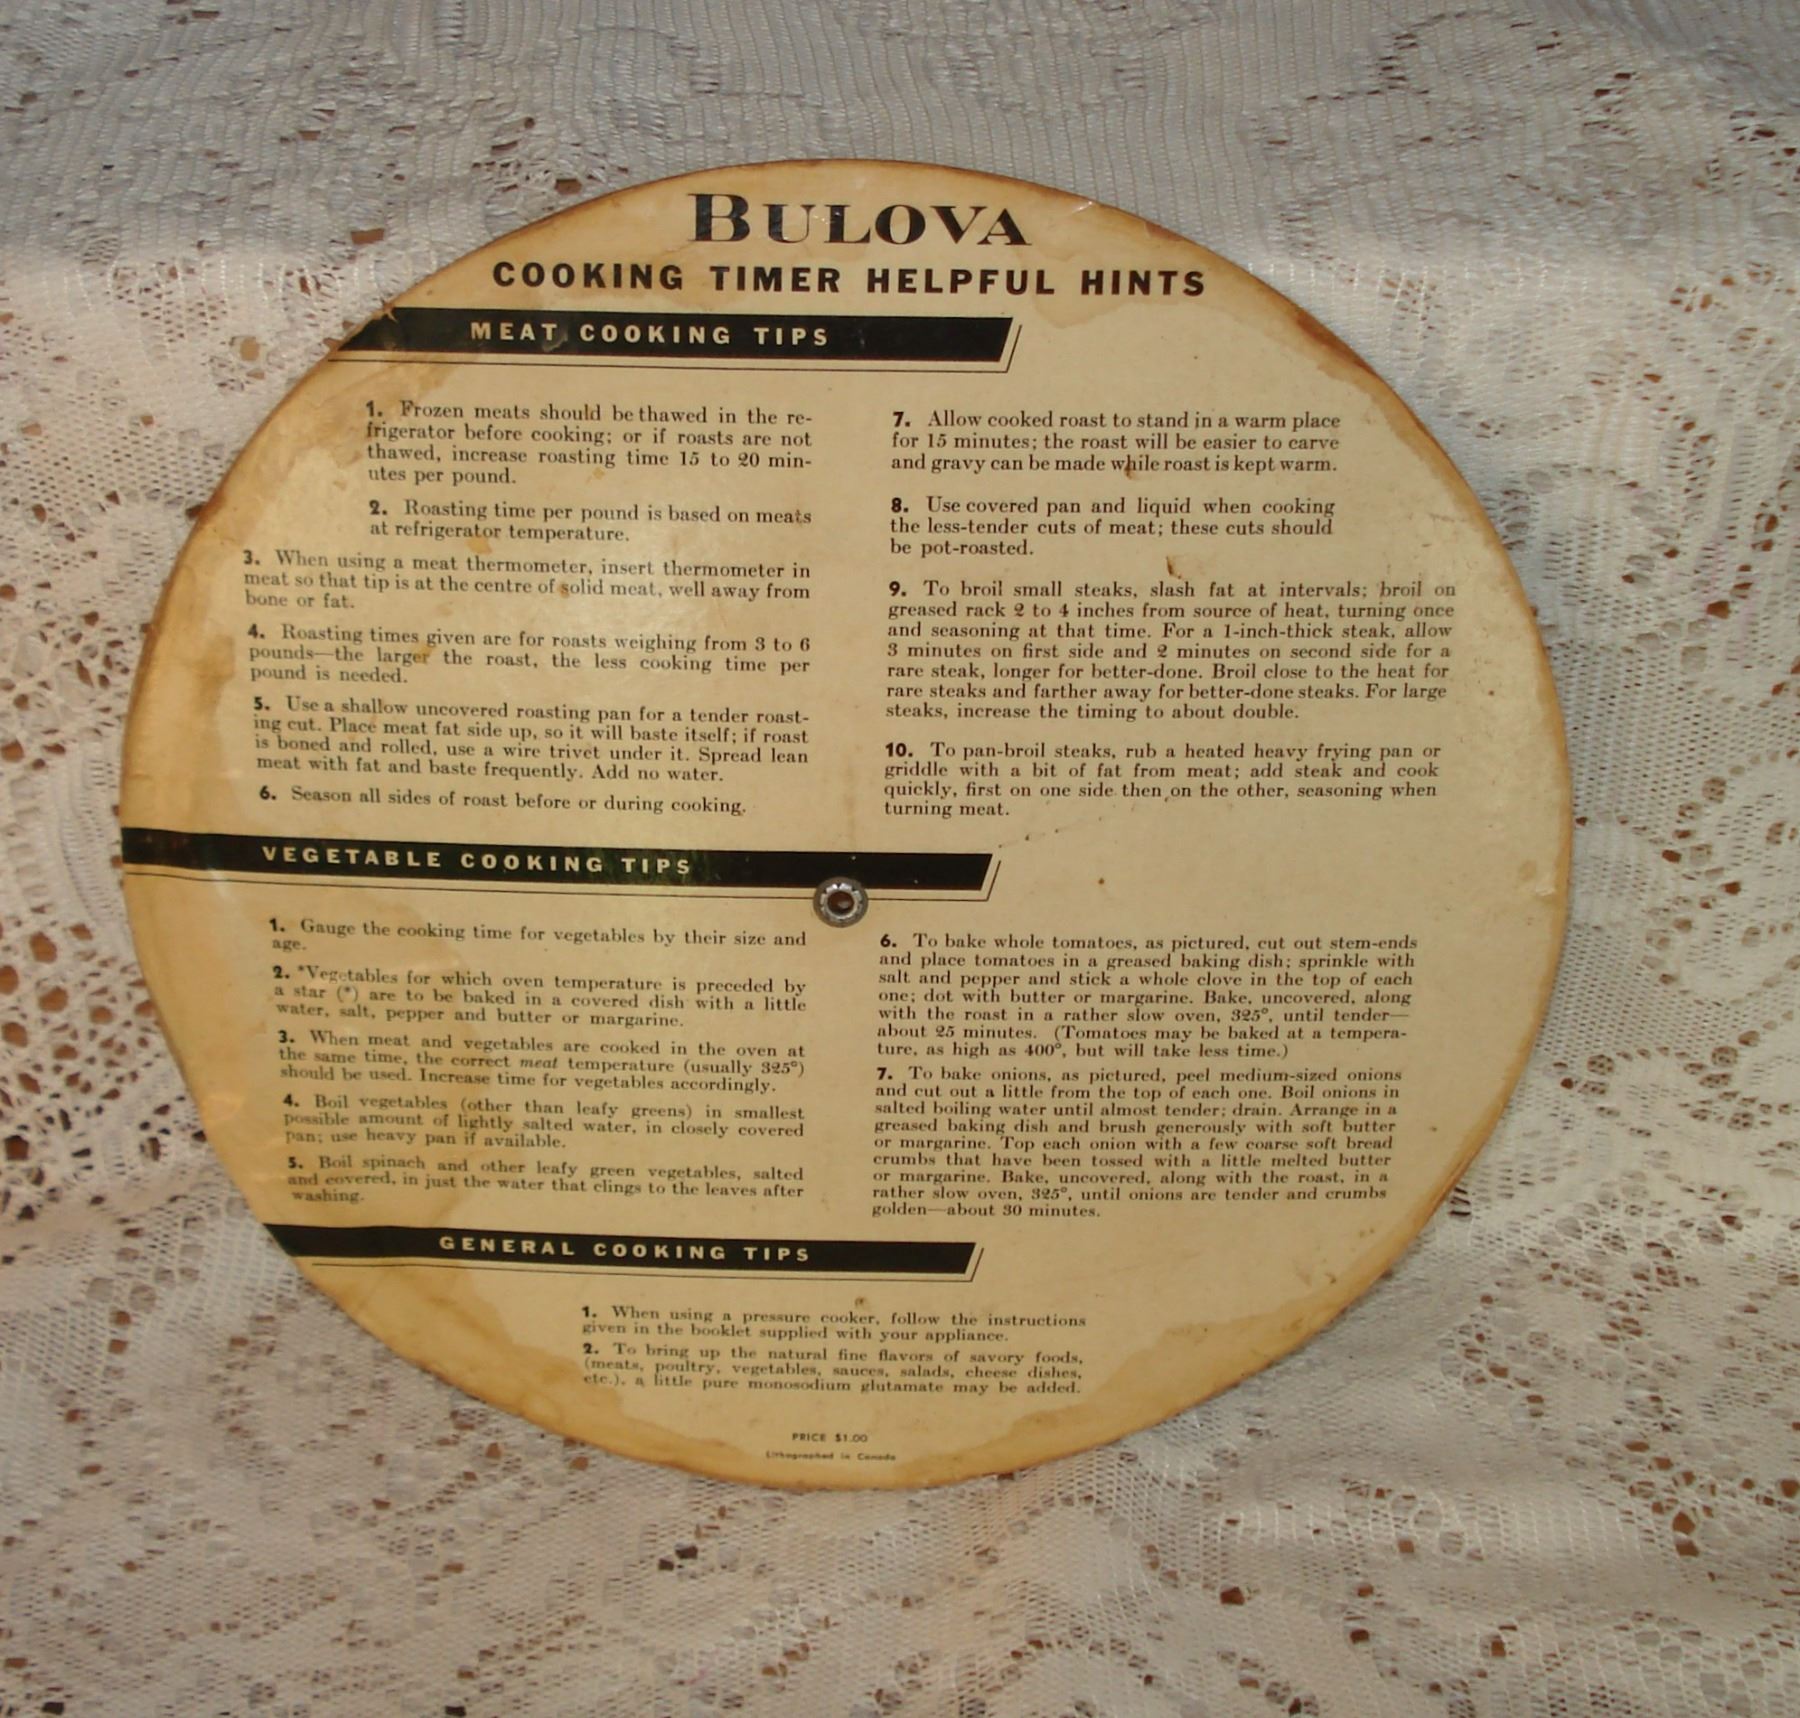 BULOVA
COOKING TIMER HELPFUL HINTS
MEAT COOKING TIPS
1. Frozen meats should be thawed in the re-
frigerator before cooking; or if roasts are not
thawed, increase roasting time 15 to 20 min-
utes per pound.
2. Roasting time per pound is based on meats
at refrigerator temperature.
3. When using a meat thermometer, insert thermometer in
meat so that tip is at the centre of solid meat, well away from
bone or fat.
4. Roasting times given are for roasts weighing from 3 to 6
pounds—the larger the roast, the less cooking time per
pound is needed.
5. Use a shallow uncovered roasting pan for a tender roast-
ing cut. Place meat fat side up, so it will baste itself; if roast
is boned and rolled, use a wire trivet under it. Spread lean
meat with fat and baste frequently. Add no water.
6. Season all sides of roast before or during cooking.
7. Allow cooked roast to stand in a warm place
for 15 minutes; the roast will be easier to carve
and gravy can be made while roast is kept warm.
8. Use covered pan and liquid when cooking
the less-tender cuts of meat; these cuts should
be pot-roasted.
9. To broil small steaks, slash fat at intervals; broil on
greased rack 2 to 4 inches from source of heat, turning once
and seasoning at that time. For a 1-inch-thick steak, allow
3 minutes on first side and 2 minutes on second side for a
rare steak, longer for better-done. Broil close to the heat for
rare steaks and farther away for better-done steaks. For large
steaks, increase the timing to about double.
10. To pan-broil steaks, rub a heated heavy frying pan or
griddle with a bit of fat from meat; add steak and cook
quickly, first on one side then on the other, seasoning when
turning meat.
VEGETABLE COOKING TIPS
1. Gauge the cooking time for vegetables by their size and
age.
2. *Vegetables for which oven temperature is preceded by
a star (*) are to be baked in a covered dish with a little
water, salt, pepper and butter or margarine.
3. When meat and vegetables are cooked in the oven at
the same time, the correct meat temperature (usually 325°)
should be used. Increase time for vegetables accordingly.
4. Boil vegetables (other than leafy greens) in smallest
possible amount of lightly salted water, in closely covered
pan; use heavy pan if available.
5. Boil spinach and other leafy green vegetables, salted
and covered, in just the water that clings to the leaves after
washing.
6. To bake whole tomatoes, as pictured, cut out stem-ends
and place tomatoes in a greased baking dish; sprinkle with
salt and pepper and stick a whole clove in the top of each
one; dot with butter or margarine. Bake, uncovered, along
with the roast in a rather slow oven, 325°, until tender—
about 25 minutes. (Tomatoes may be baked at a tempera-
ture, as high as 400°, but will take less time.)
7. To bake onions, as pictured, peel medium-sized onions
and cut out a little from the top of each one. Boil onions in
salted boiling water until almost tender; drain. Arrange in a
greased baking dish and brush generously with soft butter
or margarine. Top each onion with a few coarse soft bread
crumbs that have been tossed with a little melted butter
or margarine. Bake, uncovered, along with the roast, in a
rather slow oven, 325°, until onions are tender and crumbs
golden—about 30 minutes.
GENERAL COOKING TIPS
1. When using a pressure cooker, follow the instructions
given in the booklet supplied with your appliance.
2. To bring up the natural fine flavors of savory foods,
(meats, poultry, vegetables, sauces, salads, cheese dishes,
etc.), a little pure monosodium glutamate may be added.
PRICE $1.00
Lithographed in Canada